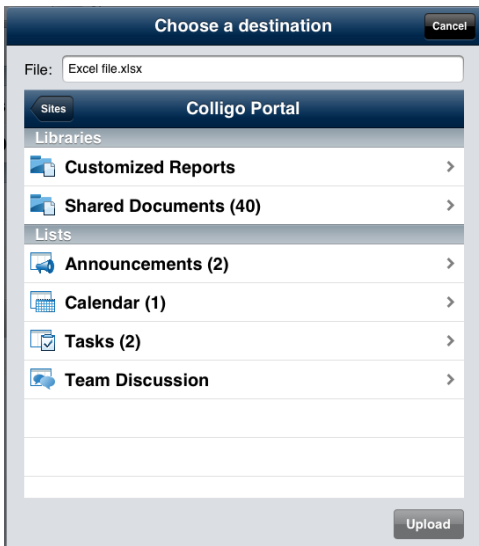 Choose a destination Cancel
File: Excel file.xlsx
Sites Colligo Portal
Libraries
Customized Reports
Shared Documents (40)
Lists
Announcements (2)
Calendar (1)
Tasks (2)
Team Discussion
Upload